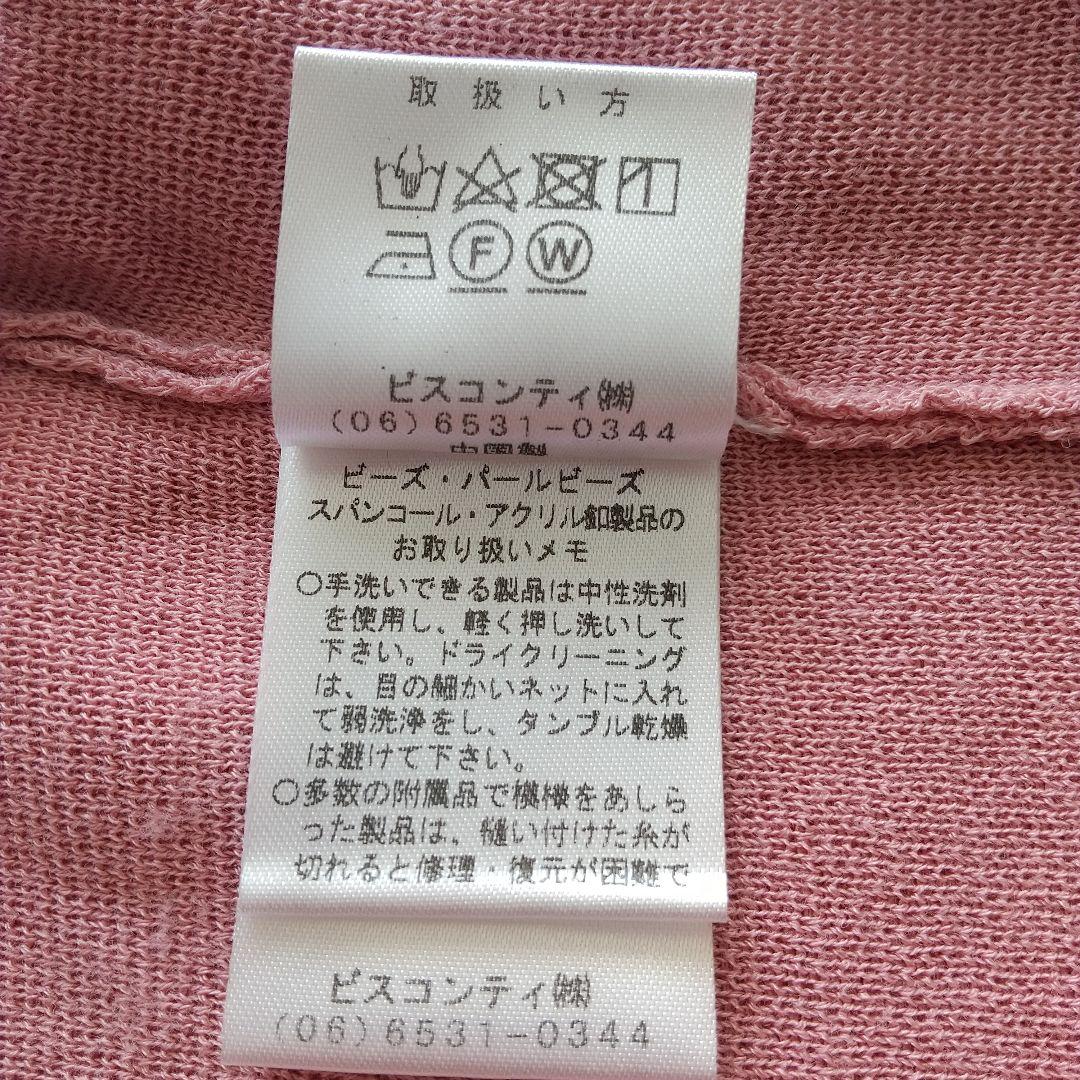 取扱い方
F W
ビスコンティ㈱
(06)6531-0344
中国製
ビーズ・パールビーズ
スパンコール・アクリル釦製品の
お取り扱いメモ
○手洗いできる製品は中性洗剤
を使用し、軽く押し洗いして
下さい。ドライクリーニング
は、目の細かいネットに入れ
て弱洗浄をし、タンブル乾燥
は避けて下さい。
○多数の附属品で模様をあしら
った製品は、縫い付けた糸が
切れると修理・復元が困難で
ビスコンティ㈱
(06)6531-0344